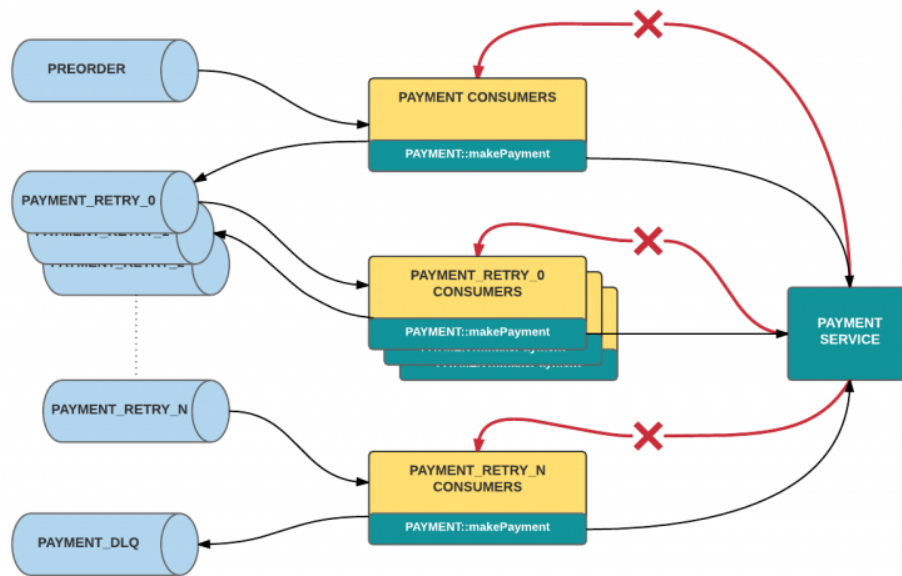 PREORDER
PAYMENT CONSUMERS
PAYMENT::makePayment
PAYMENT_RETRY_0
PAYMENT_RETRY_0
CONSUMERS
PAYMENT::makePayment
PAYMENT
SERVICE
PAYMENT_RETRY_N
PAYMENT_RETRY_N
CONSUMERS
PAYMENT::makePayment
PAYMENT_DLQ